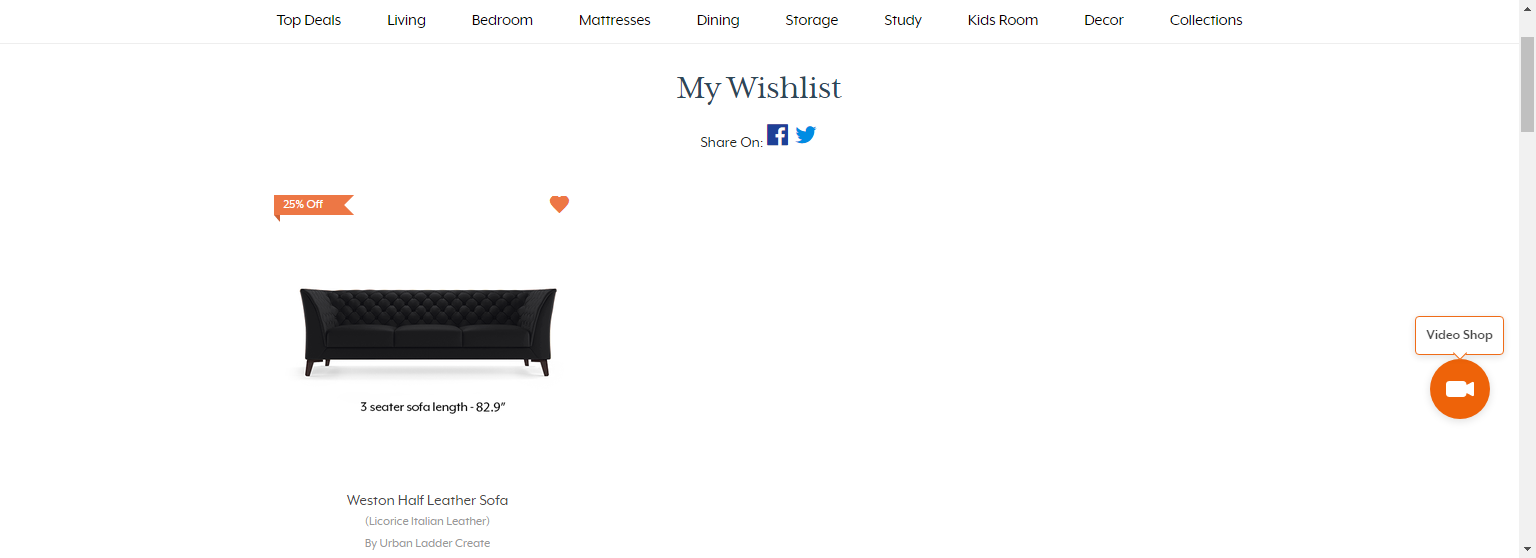 Top Deals Living Bedroom Mattresses Dining Storage Study Kids Room Decor Collections
My Wishlist
Share On:
25% Off
Video Shop
3 seater sofa length - 82.9"
Weston Half Leather Sofa
(Licorice Italian Leather)
By Urban Ladder Create